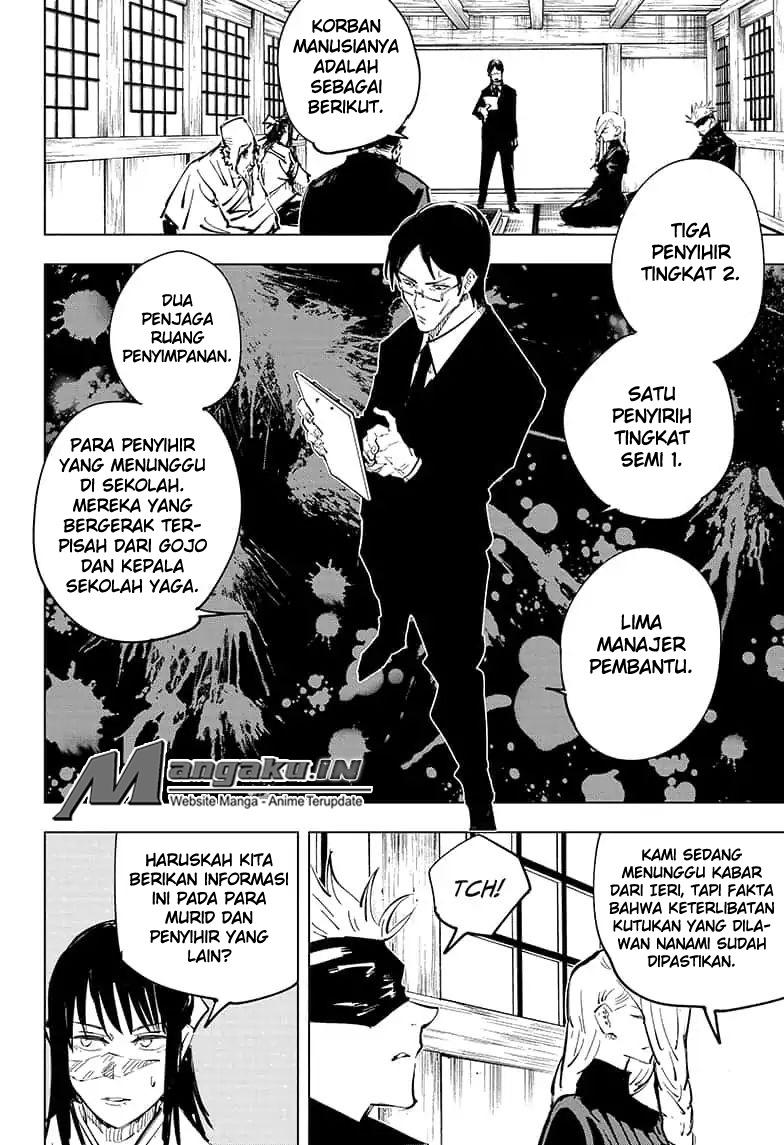 KORBAN
MANUSIANYA
ADALAH
SEBAGAI
BERIKUT.
TIGA
PENYIHIR
TINGKAT 2.
SATU
PENYIRIH
TINGKAT
SEMI 1.
LIMA
MANAJER
PEMBANTU.
DUA
PENJAGA
RUANG
PENYIMPANAN.
PARA PENYIHIR
YANG MENUNGGU
DI SEKOLAH.
MEREKA YANG
BERGERAK TER-
PISAH DARI GOJO
DAN KEPALA
SEKOLAH YAGA.
Mangaku.IN
Website Manga - Anime Terupdate
KAMI SEDANG
MENUNGGU KABAR
DARI IERI, TAPI FAKTA
BAHWA KETERLIBATAN
KUTUKAN YANG DILA-
WAN NANAMI SUDAH
DIPASTIKAN.
TCH!
HARUSKAH KITA
BERIKAN INFORMASI
INI PADA PARA
MURID DAN
PENYIHIR YANG
LAIN?